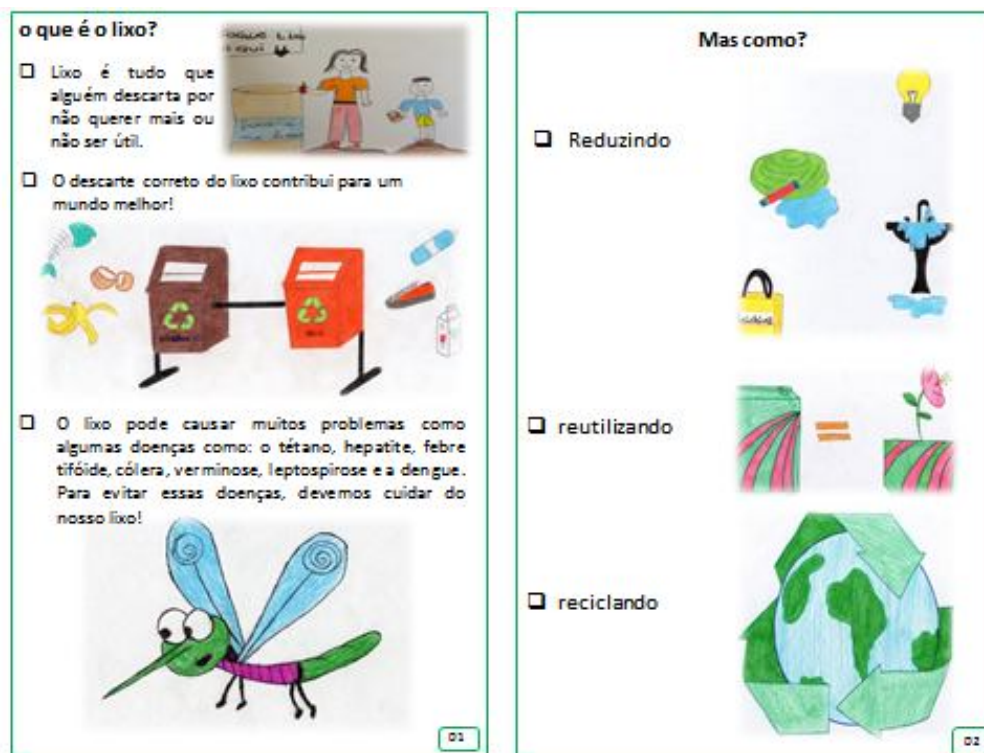 o que é o lixo?
Lixo é tudo que
alguém descarta por
não querer mais ou
não ser útil.
O descarte correto do lixo contribui para um
mundo melhor!
O lixo pode causar muitos problemas como
algumas doenças como: o tétano, hepatite, febre
tifóide, cólera, verminose, leptospirose e a dengue.
Para evitar essas doenças, devemos cuidar do
nosso lixo!
01
Mas como?
Reduzindo
reutilizando
reciclando
02